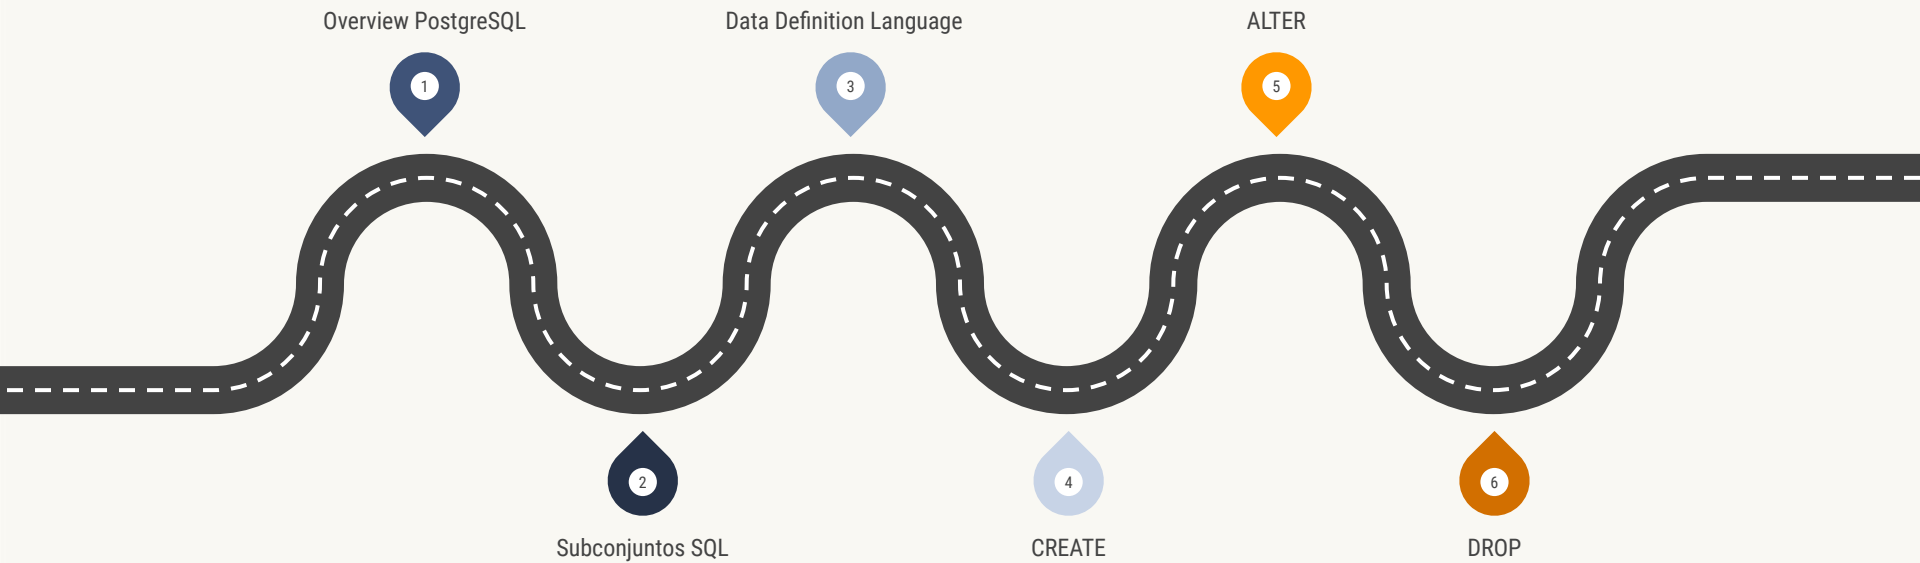 Overview PostgreSQL
1
Subconjuntos SQL
2
Data Definition Language
3
CREATE
4
ALTER
5
DROP
6